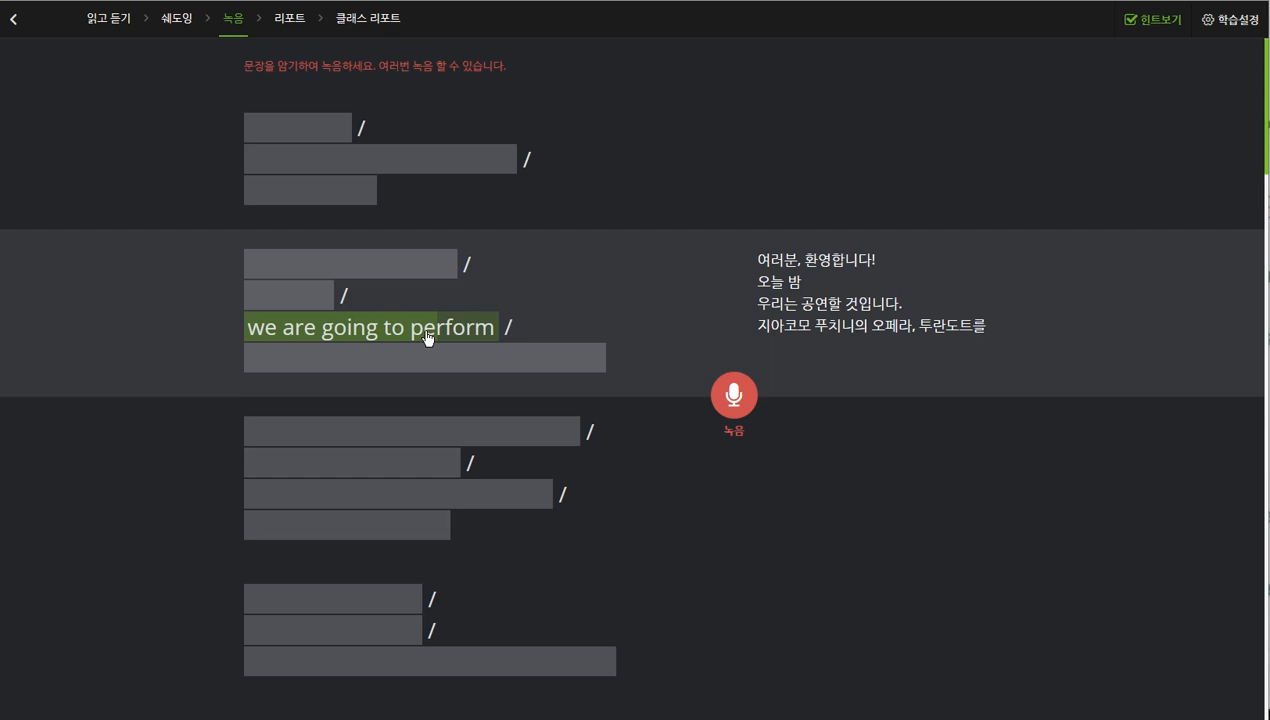 읽고 듣기 > 쉐도잉 > 녹음 > 리포트 > 클래스 리포트
힌트보기 학습설정
문장을 암기하여 녹음하세요. 여러번 녹음 할 수 있습니다.
/
/
/
/
we are going to perform /
여러분, 환영합니다!
오늘 밤
우리는 공연할 것입니다.
지아코모 푸치니의 오페라, 투란도트를
녹음
/
/
/
/
/